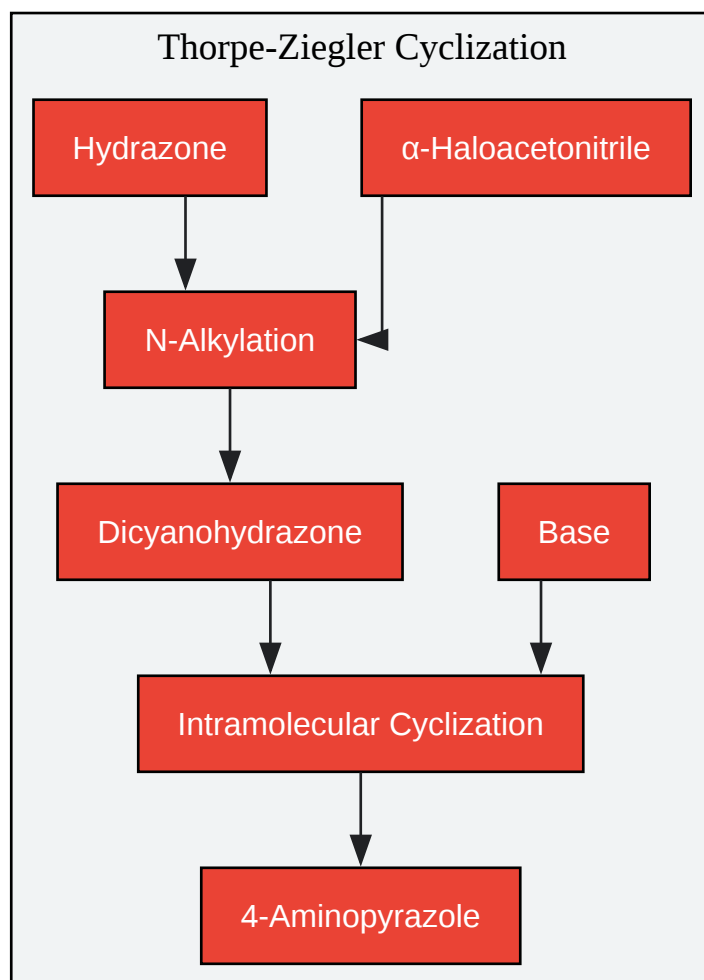 Thorpe-Ziegler Cyclization
Hydrazone
α-Haloacetonitrile
N-Alkylation
Dicyanohydrazone
Base
Intramolecular Cyclization
4-Aminopyrazole